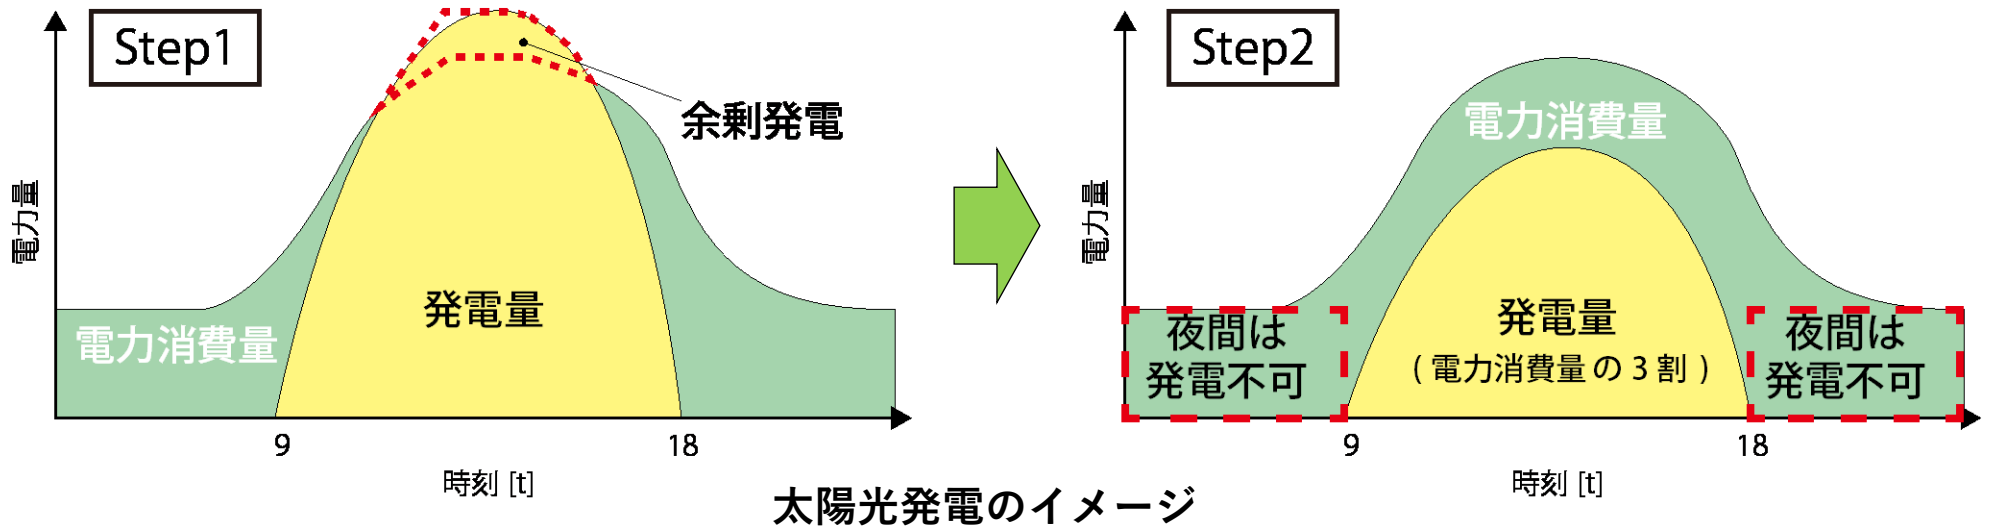 Step1
余剰発電
電力量
発電量
電力消費量
9
18
時刻 [t]
Step2
電力消費量
電力量
発電量
( 電力消費量の3割 )
夜間は
発電不可
夜間は
発電不可
9
18
時刻 [t]
太陽光発電のイメージ